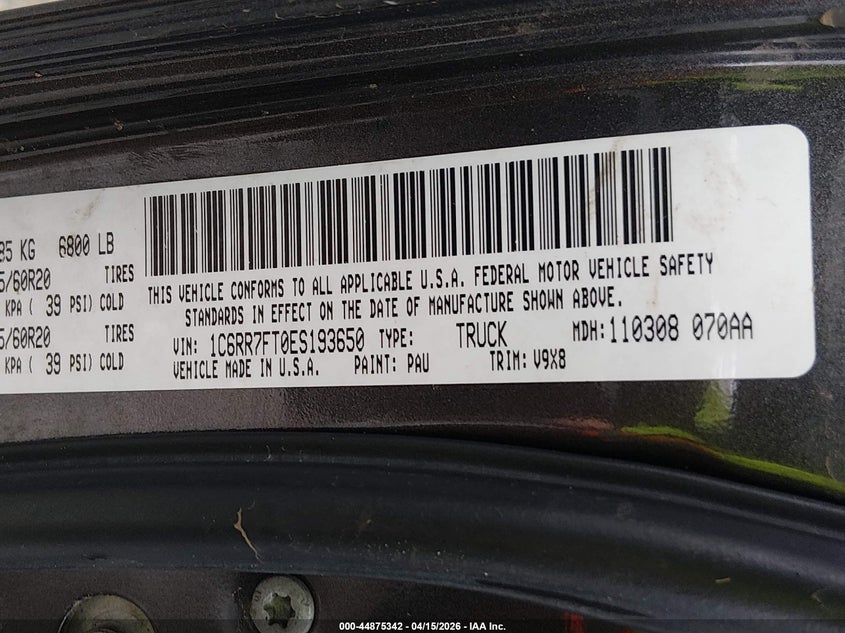 85 KG 6800 LB
5/60R20 TIRES
KPA ( 39 PSI) COLD
5/60R20 TIRES
KPA ( 39 PSI) COLD
THIS VEHICLE CONFORMS TO ALL APPLICABLE U.S.A. FEDERAL MOTOR VEHICLE SAFETY
STANDARDS IN EFFECT ON THE DATE OF MANUFACTURE SHOWN ABOVE.
VIN: 1C6RR7FT0ES193650 TYPE: TRUCK MDH: 110308 070AA
VEHICLE MADE IN U.S.A. PAINT: PAU TRIM: V9X8
000-44875342 - 04/15/2026 - IAA Inc.